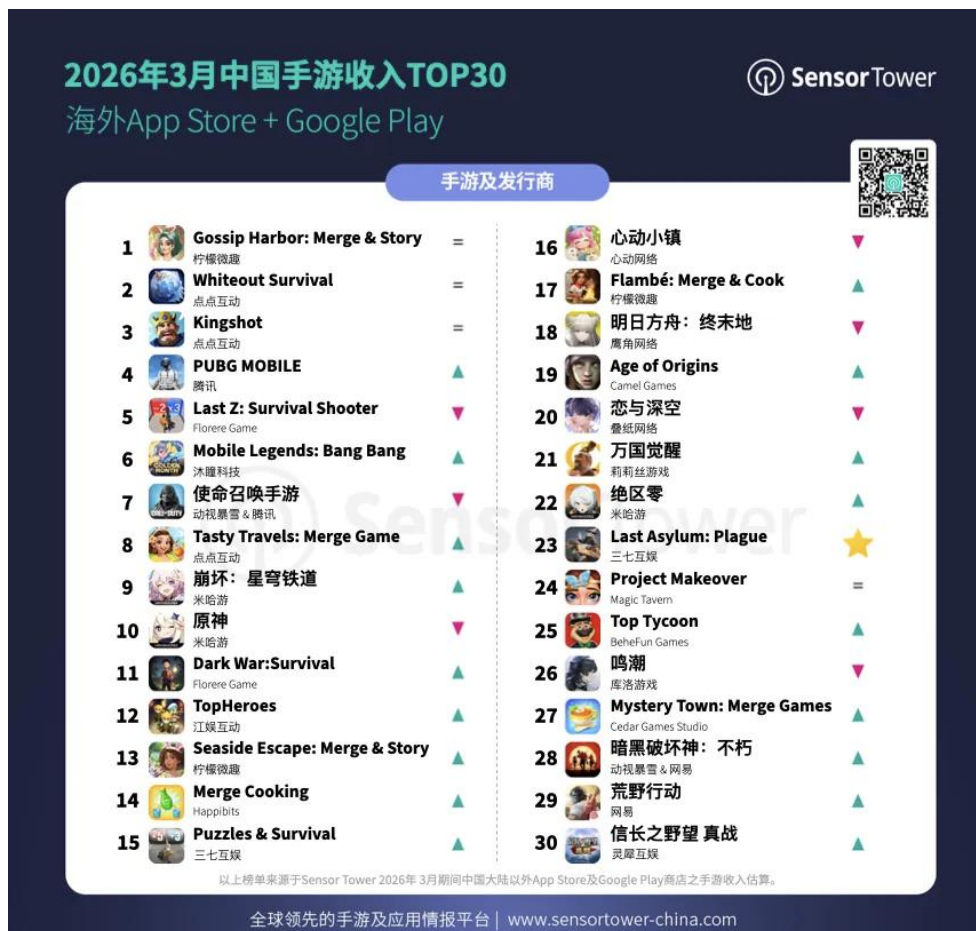 2026年3月中国手游收入TOP30
SensorTower
海外App Store + Google Play
手游及发行商
1 Gossip Harbor: Merge & Story =
柠檬微趣
2 Whiteout Survival =
点点互动
3 Kingshot =
点点互动
4 PUBG MOBILE ▲
腾讯
5 Last Z: Survival Shooter ▼
Florere Game
6 Mobile Legends: Bang Bang ▲
沐瞳科技
7 使命召唤手游 ▼
动视暴雪 & 腾讯
8 Tasty Travels: Merge Game ▲
点点互动
9 崩坏：星穹铁道 ▲
米哈游
10 原神 ▼
米哈游
11 Dark War:Survival ▲
Florere Game
12 TopHeroes ▲
江娱互动
13 Seaside Escape: Merge & Story ▲
柠檬微趣
14 Merge Cooking ▲
Happibits
15 Puzzles & Survival ▲
三七互娱
16 心动小镇 ▼
心动网络
17 Flambé: Merge & Cook ▲
柠檬微趣
18 明日方舟：终末地 ▼
鹰角网络
19 Age of Origins ▲
Camel Games
20 恋与深空 ▼
叠纸网络
21 万国觉醒 ▲
莉莉丝游戏
22 绝区零 ▲
米哈游
23 Last Asylum: Plague
三七互娱
24 Project Makeover =
Magic Tavern
25 Top Tycoon ▲
BeheFun Games
26 鸣潮 ▼
库洛游戏
27 Mystery Town: Merge Games ▲
Cedar Games Studio
28 暗黑破坏神：不朽 ▲
动视暴雪 & 网易
29 荒野行动 ▲
网易
30 信长之野望 真战 ▲
灵犀互娱
SensorTower
以上榜单来源于Sensor Tower 2026年 3月期间中国大陆以外App Store及Google Play商店之手游收入估算。
全球领先的手游及应用情报平台 | www.sensortower-china.com